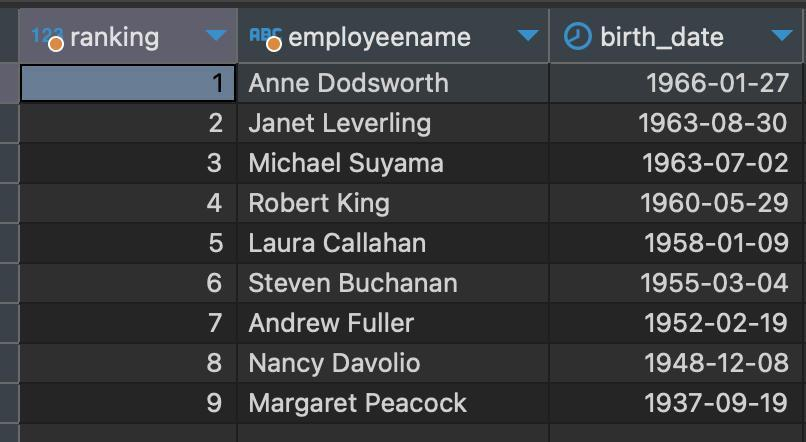 123 ranking ABC employeename birth_date
1 Anne Dodsworth 1966-01-27
2 Janet Leverling 1963-08-30
3 Michael Suyama 1963-07-02
4 Robert King 1960-05-29
5 Laura Callahan 1958-01-09
6 Steven Buchanan 1955-03-04
7 Andrew Fuller 1952-02-19
8 Nancy Davolio 1948-12-08
9 Margaret Peacock 1937-09-19